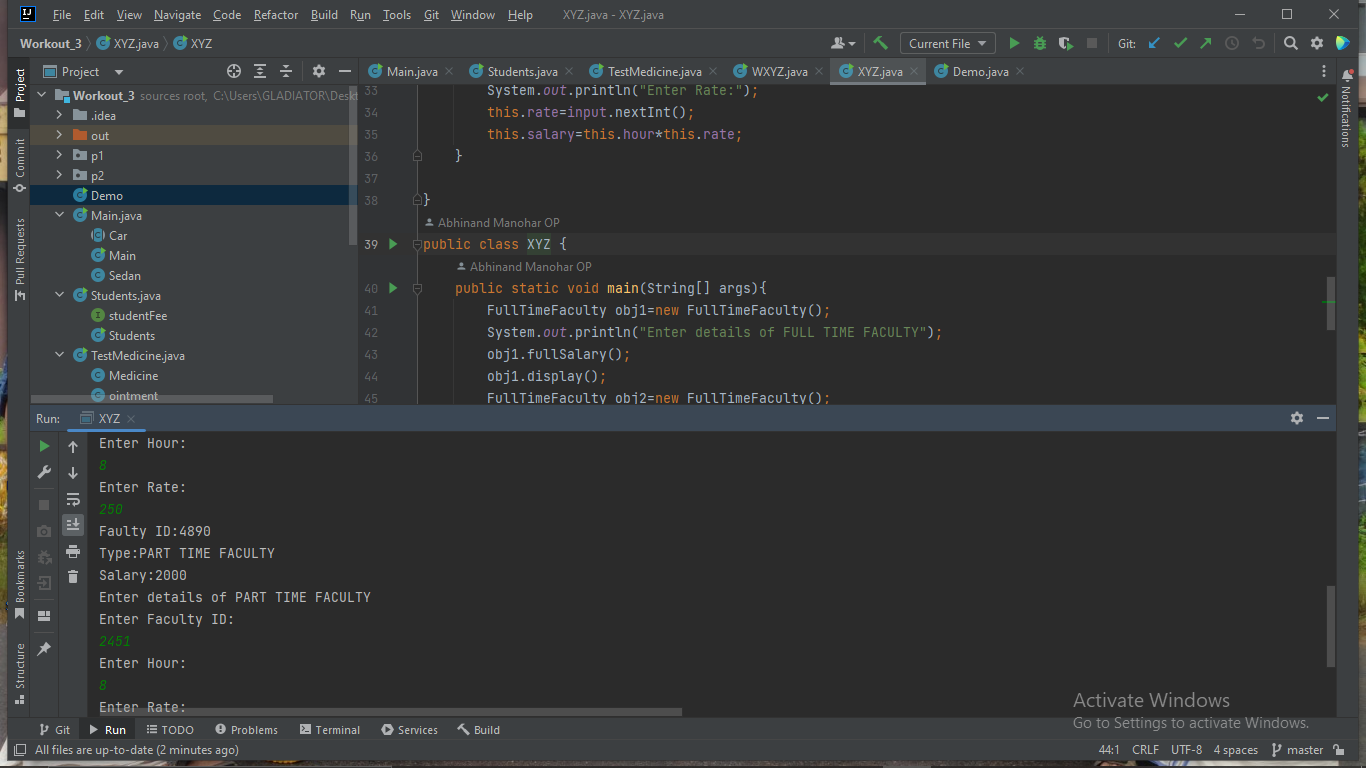 File Edit View Navigate Code Refactor Build Run Tools Git Window Help XYZ.java - XYZ.java
Workout_3 XYZ.java XYZ Current File Git:
Project
Main.java Students.java TestMedicine.java WXYZ.java XYZ.java Demo.java
Project
Commit
Pull Requests
Bookmarks
Structure
Notifications
Workout_3 sources root, C:\Users\GLADIATOR\Deskt
.idea
out
p1
p2
Demo
Main.java
Car
Main
Sedan
Students.java
studentFee
Students
TestMedicine.java
Medicine
ointment
33 System.out.println("Enter Rate:");
34 this.rate=input.nextInt();
35 this.salary=this.hour*this.rate;
36 }
37
38 }
Abhinand Manohar OP
39 public class XYZ {
Abhinand Manohar OP
40 public static void main(String[] args){
41 FullTimeFaculty obj1=new FullTimeFaculty();
42 System.out.println("Enter details of FULL TIME FACULTY");
43 obj1.fullSalary();
44 obj1.display();
45 FullTimeFaculty obj2=new FullTimeFaculty();
Run: XYZ
Enter Hour:
8
Enter Rate:
250
Faulty ID:4890
Type:PART TIME FACULTY
Salary:2000
Enter details of PART TIME FACULTY
Enter Faculty ID:
2451
Enter Hour:
8
Enter Rate:
Activate Windows
Go to Settings to activate Windows.
Git Run TODO Problems Terminal Services Build
All files are up-to-date (2 minutes ago) 44:1 CRLF UTF-8 4 spaces master